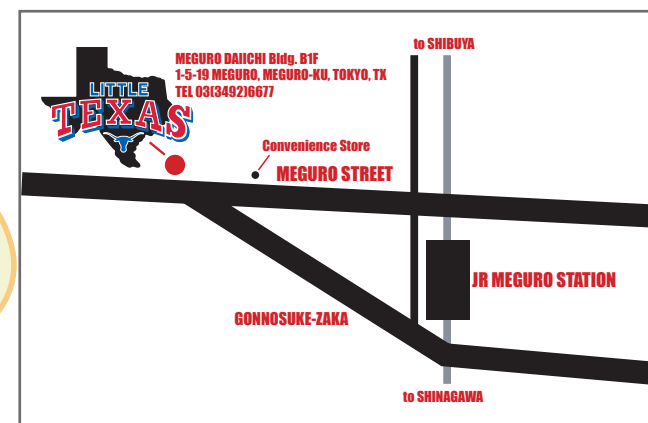 to SHIBUYA
MEGURO DAIICHI Bldg. B1F
1-5-19 MEGURO, MEGURO-KU, TOKYO, TX
TEL 03(3492)6677
LITTLE
TEXAS
Convenience Store
MEGURO STREET
JR MEGURO STATION
GONNOSUKE-ZAKA
to SHINAGAWA